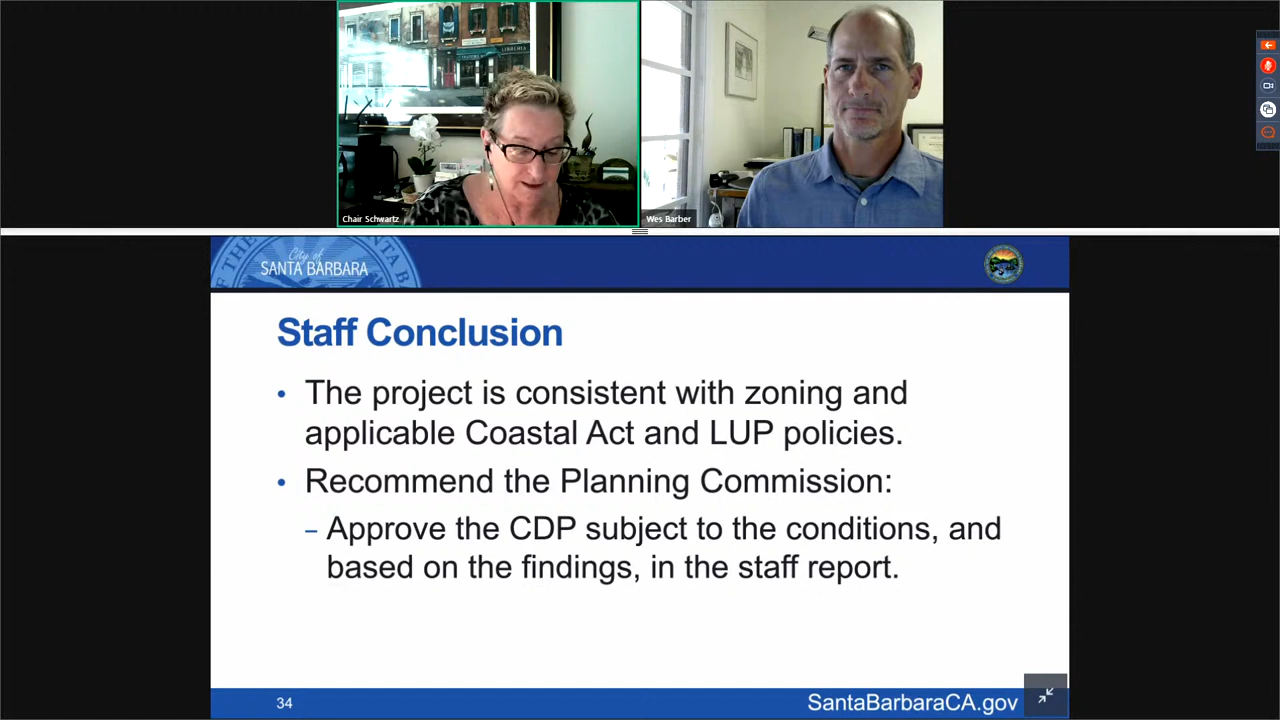 LIBRERIA
Chair Schwartz
Wes Barber
City of
SANTA BARBARA
Staff Conclusion
• The project is consistent with zoning and
applicable Coastal Act and LUP policies.
• Recommend the Planning Commission:
– Approve the CDP subject to the conditions, and
based on the findings, in the staff report.
34
SantaBarbaraCA.gov